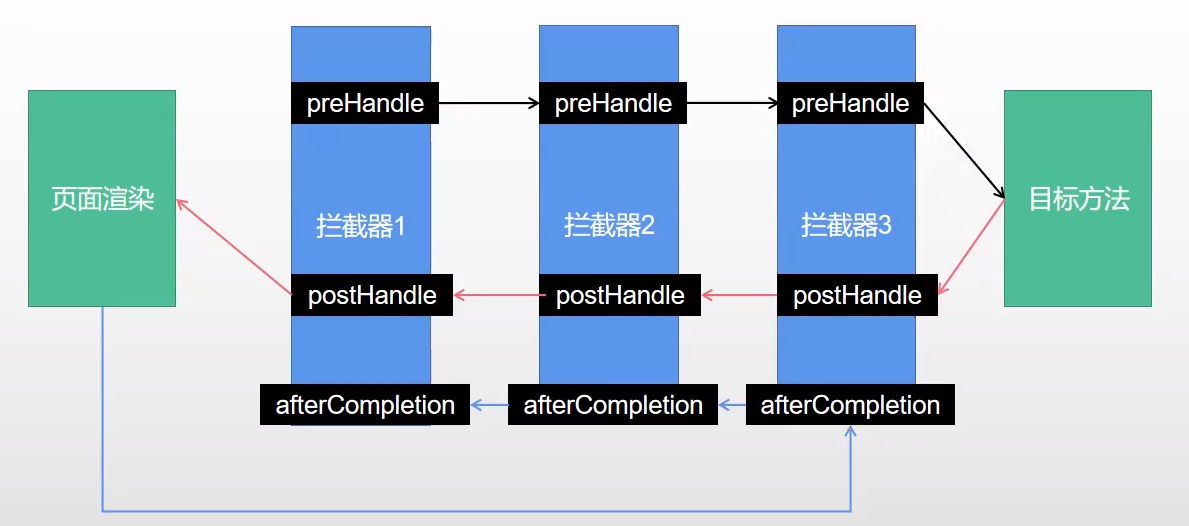 preHandle
preHandle
preHandle
页面渲染
拦截器1
拦截器2
拦截器3
目标方法
postHandle
postHandle
postHandle
afterCompletion
afterCompletion
afterCompletion